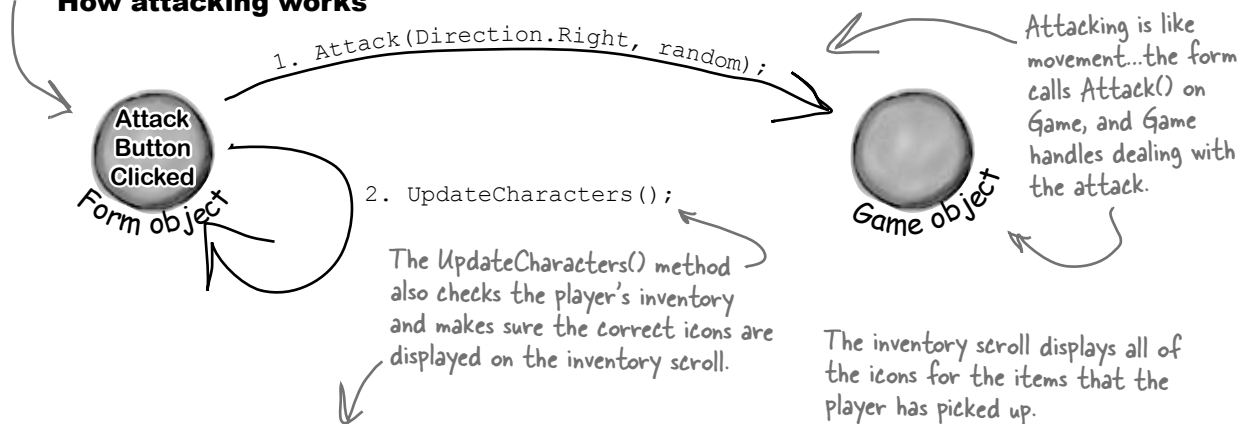 How attacking works
1. Attack(Direction.Right, random);
Attacking is like
movement...the form
calls Attack() on
Game, and Game
handles dealing with
the attack.
Attack
Button
Clicked
Form object
Game object
2. UpdateCharacters();
The UpdateCharacters() method
also checks the player's inventory
and makes sure the correct icons are
displayed on the inventory scroll.
The inventory scroll displays all of
the icons for the items that the
player has picked up.